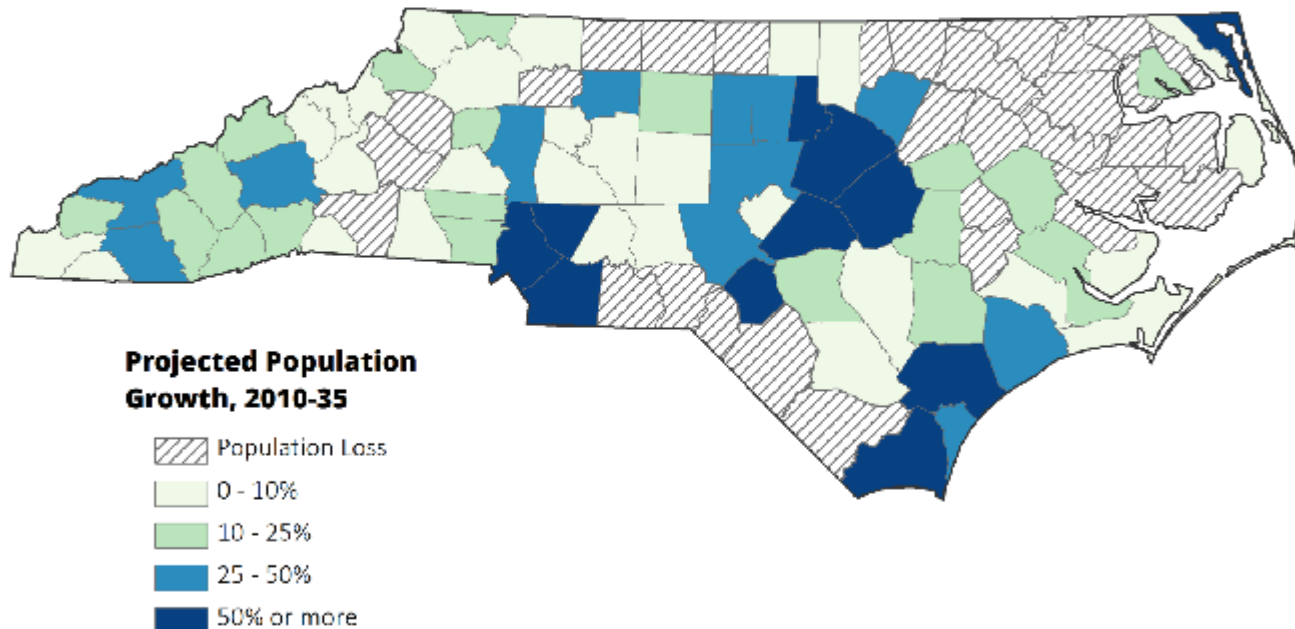 Projected Population
Growth, 2010-35
Population Loss
0 - 10%
10 - 25%
25 - 50%
50% or more